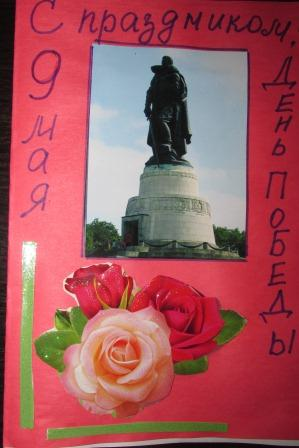 С праздником,
9 мая
День Победы